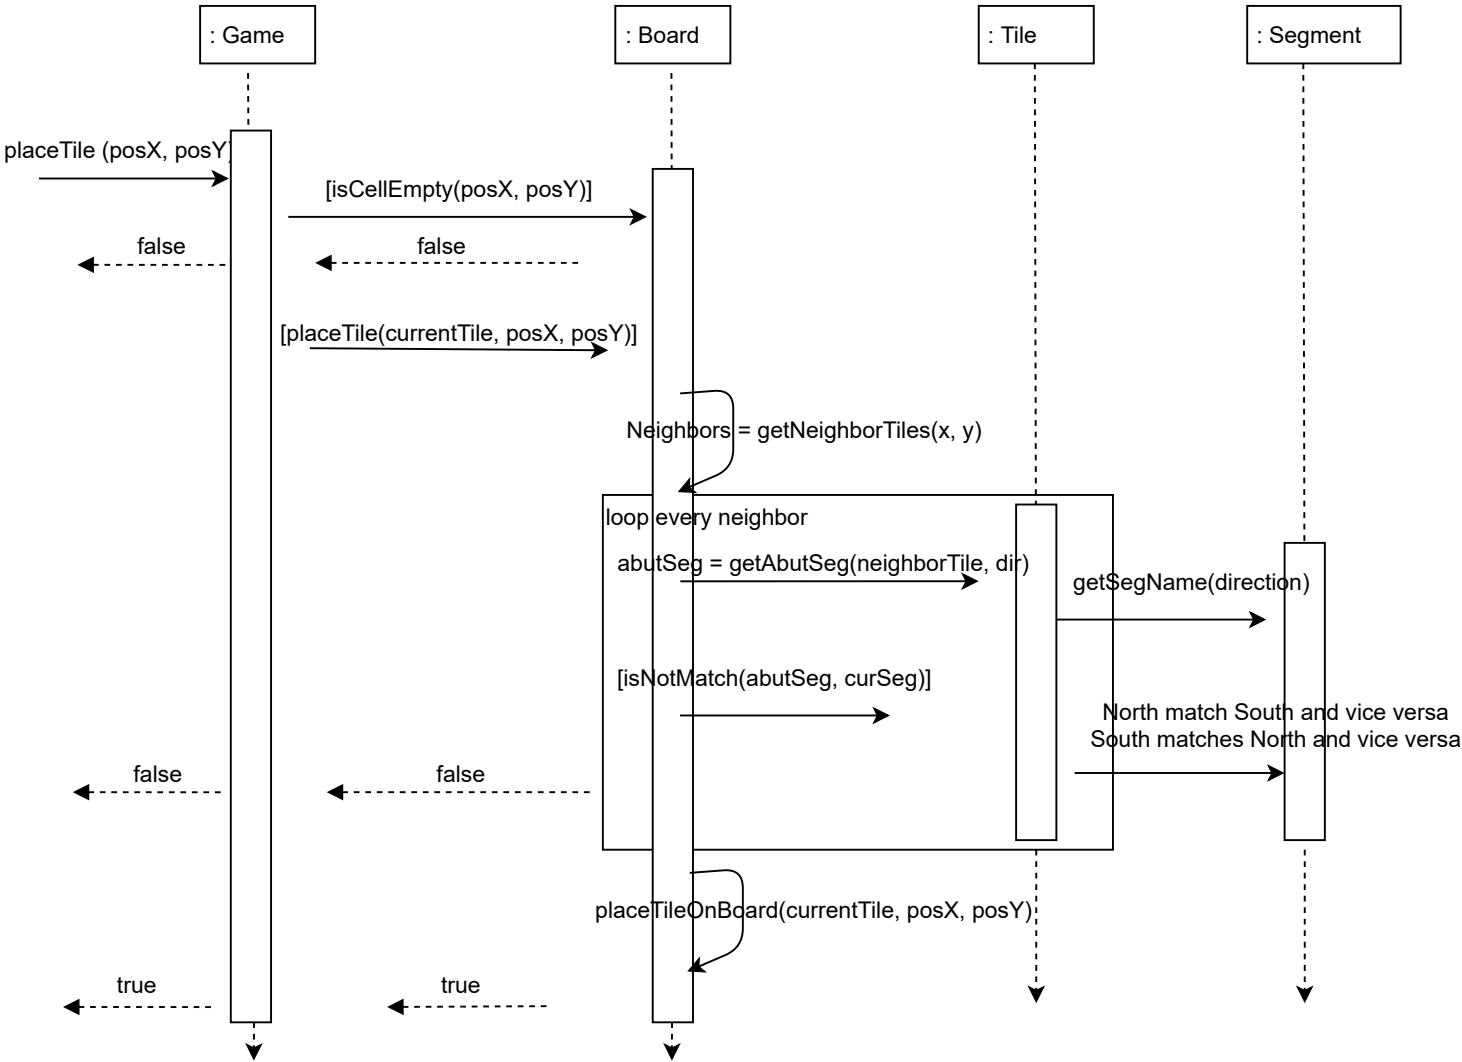 : Game
: Board
: Tile
: Segment
placeTile (posX, posY)
[isCellEmpty(posX, posY)]
false
false
[placeTile(currentTile, posX, posY)]
Neighbors = getNeighborTiles(x, y)
loop every neighbor
abutSeg = getAbutSeg(neighborTile, dir)
getSegName(direction)
[isNotMatch(abutSeg, curSeg)]
North match South and vice versa
South matches North and vice versa
false
false
placeTileOnBoard(currentTile, posX, posY)
true
true